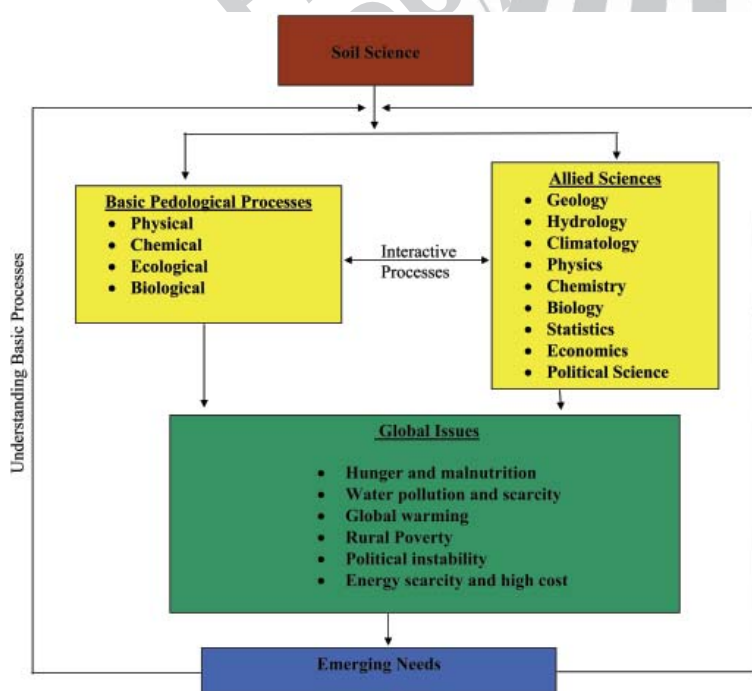 Soil Science
Basic Pedological Processes
• Physical
• Chemical
• Ecological
• Biological
Interactive
Processes
Allied Sciences
• Geology
• Hydrology
• Climatology
• Physics
• Chemistry
• Biology
• Statistics
• Economics
• Political Science
Understanding Basic Processes
Global Issues
• Hunger and malnutrition
• Water pollution and scarcity
• Global warming
• Rural Poverty
• Political instability
• Energy scarcity and high cost
Emerging Needs